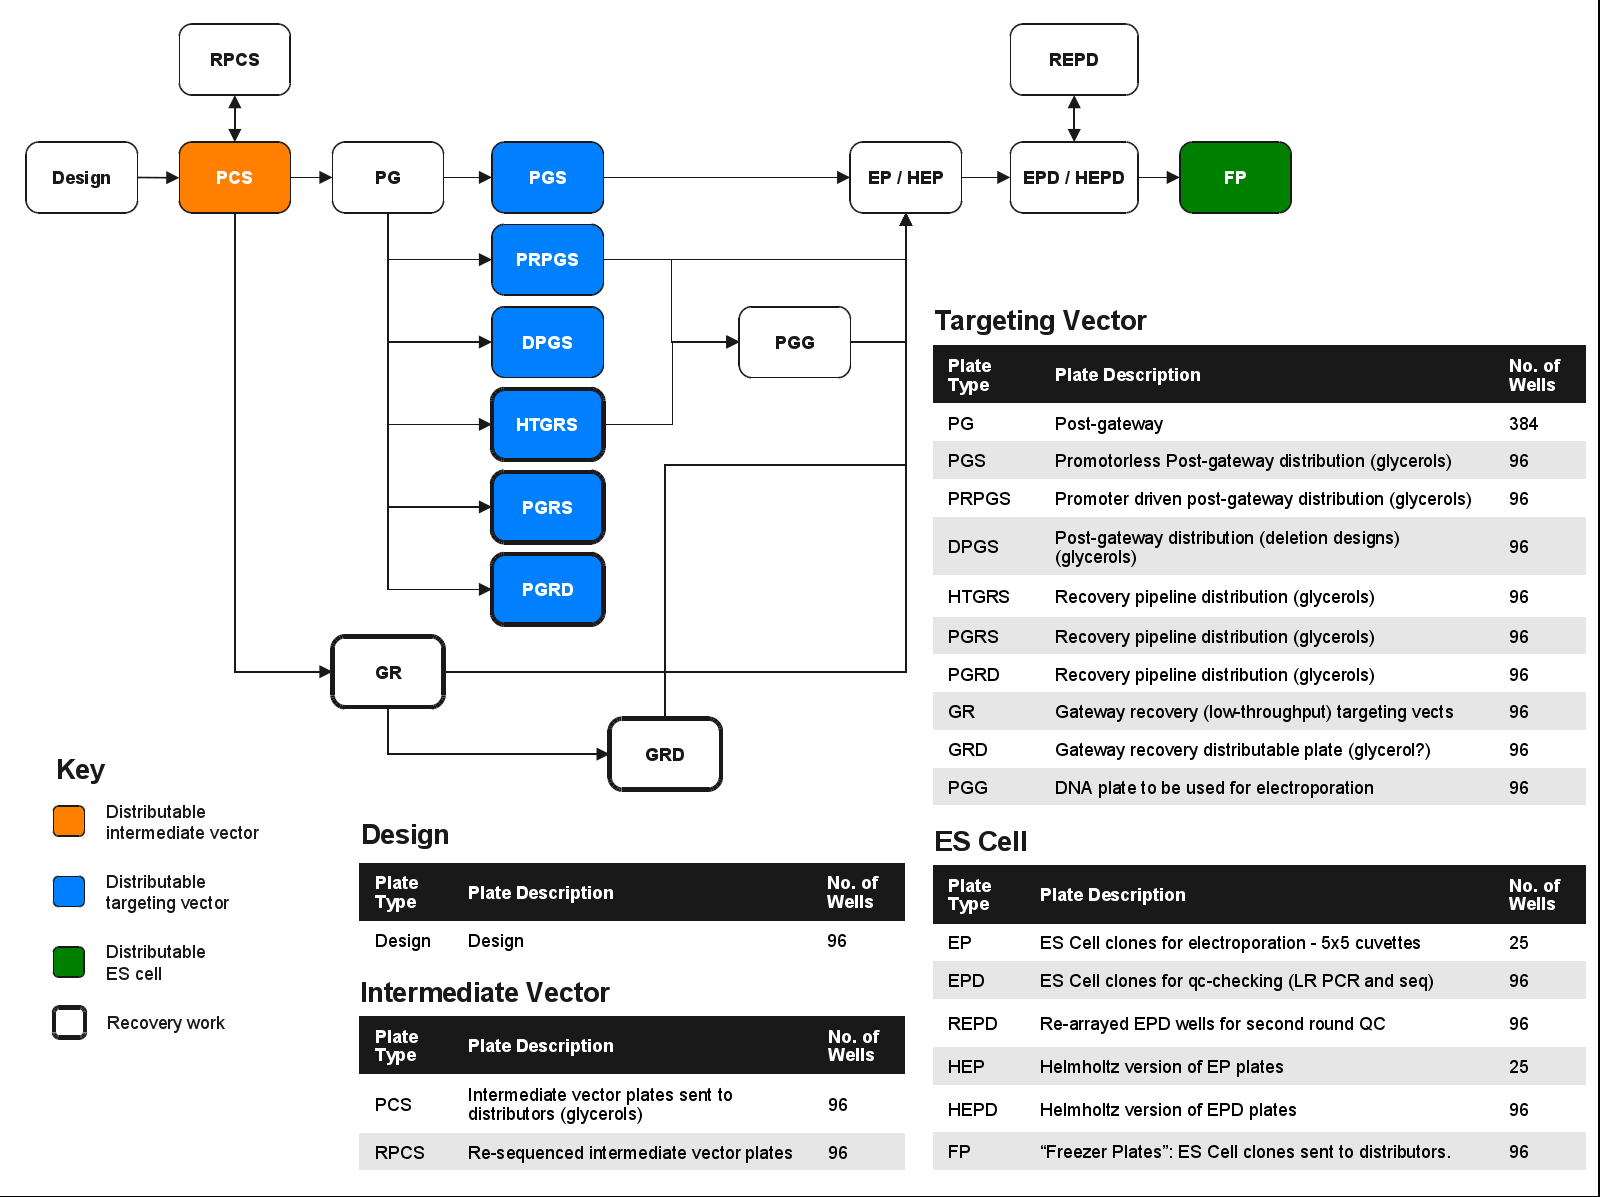 RPCS
REPD
Design
PCS
PG
PGS
EP / HEP
EPD / HEPD
FP
PRPGS
DPGS
PGG
HTGRS
PGRS
PGRD
GR
GRD
Key
Distributable
intermediate vector
Distributable
targeting vector
Distributable
ES cell
Recovery work
Design
Plate
Type
Plate Description
No. of
Wells
Design
Design
96
Intermediate Vector
Plate
Type
Plate Description
No. of
Wells
PCS
Intermediate vector plates sent to
distributors (glycerols)
96
RPCS
Re-sequenced intermediate vector plates
96
Targeting Vector
Plate
Type
Plate Description
No. of
Wells
PG
Post-gateway
384
PGS
Promotorless Post-gateway distribution (glycerols)
96
PRPGS
Promoter driven post-gateway distribution (glycerols)
96
DPGS
Post-gateway distribution (deletion designs)
(glycerols)
96
HTGRS
Recovery pipeline distribution (glycerols)
96
PGRS
Recovery pipeline distribution (glycerols)
96
PGRD
Recovery pipeline distribution (glycerols)
96
GR
Gateway recovery (low-throughput) targeting vects
96
GRD
Gateway recovery distributable plate (glycerol?)
96
PGG
DNA plate to be used for electroporation
96
ES Cell
Plate
Type
Plate Description
No. of
Wells
EP
ES Cell clones for electroporation - 5x5 cuvettes
25
EPD
ES Cell clones for qc-checking (LR PCR and seq)
96
REPD
Re-arrayed EPD wells for second round QC
96
HEP
Helmholtz version of EP plates
25
HEPD
Helmholtz version of EPD plates
96
FP
“Freezer Plates”: ES Cell clones sent to distributors.
96